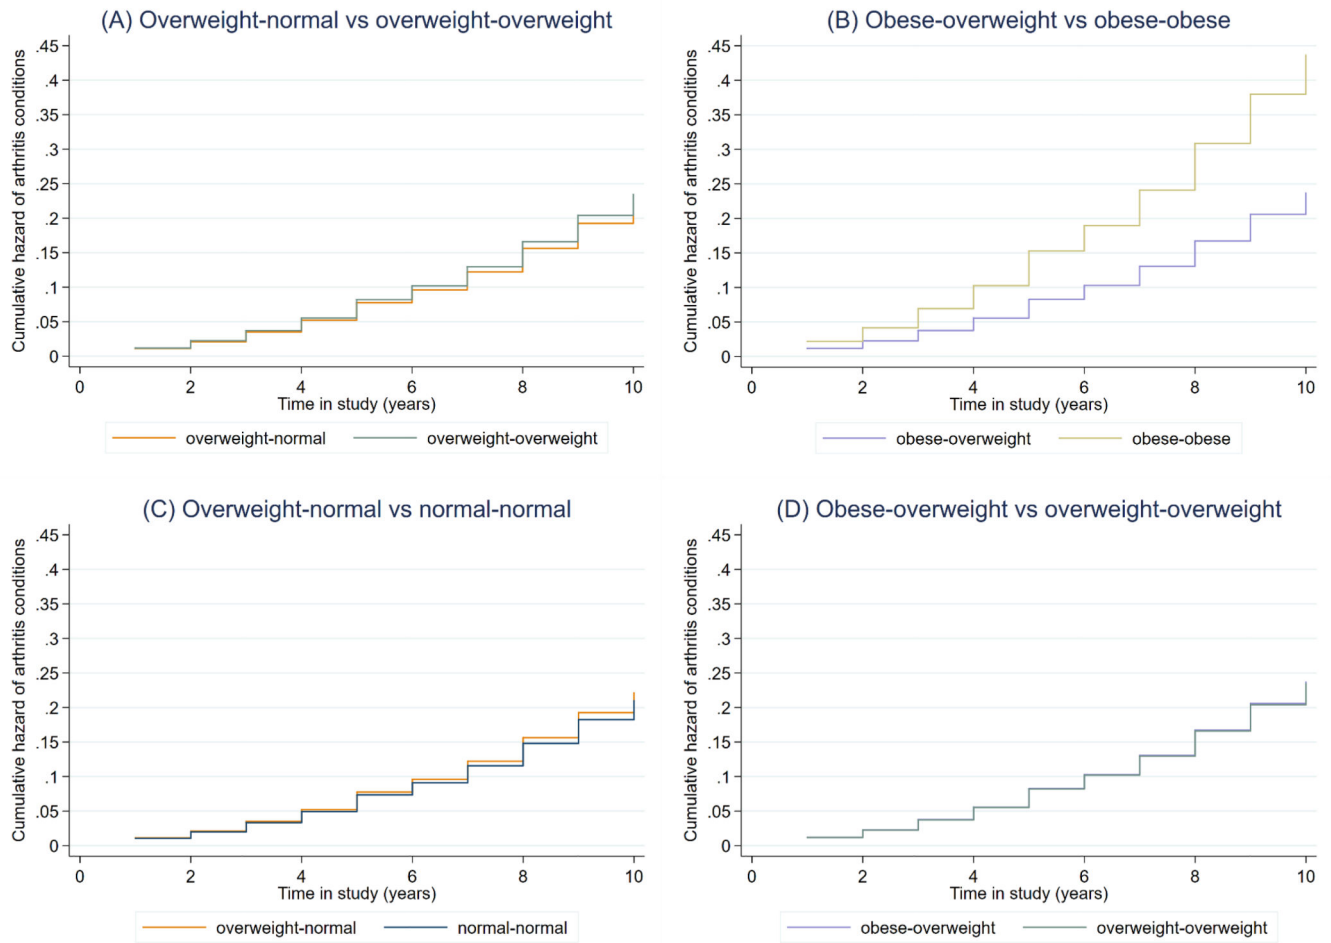 (A) Overweight-normal vs overweight-overweight
Cumulative hazard of arthritis conditions
.45
.4
.35
.3
.25
.2
.15
.1
.05
0
0 2 4 6 8 10
Time in study (years)
overweight-normal overweight-overweight
(B) Obese-overweight vs obese-obese
Cumulative hazard of arthritis conditions
.45
.4
.35
.3
.25
.2
.15
.1
.05
0
0 2 4 6 8 10
Time in study (years)
obese-overweight obese-obese
(C) Overweight-normal vs normal-normal
Cumulative hazard of arthritis conditions
.45
.4
.35
.3
.25
.2
.15
.1
.05
0
0 2 4 6 8 10
Time in study (years)
overweight-normal normal-normal
(D) Obese-overweight vs overweight-overweight
Cumulative hazard of arthritis conditions
.45
.4
.35
.3
.25
.2
.15
.1
.05
0
0 2 4 6 8 10
Time in study (years)
obese-overweight overweight-overweight